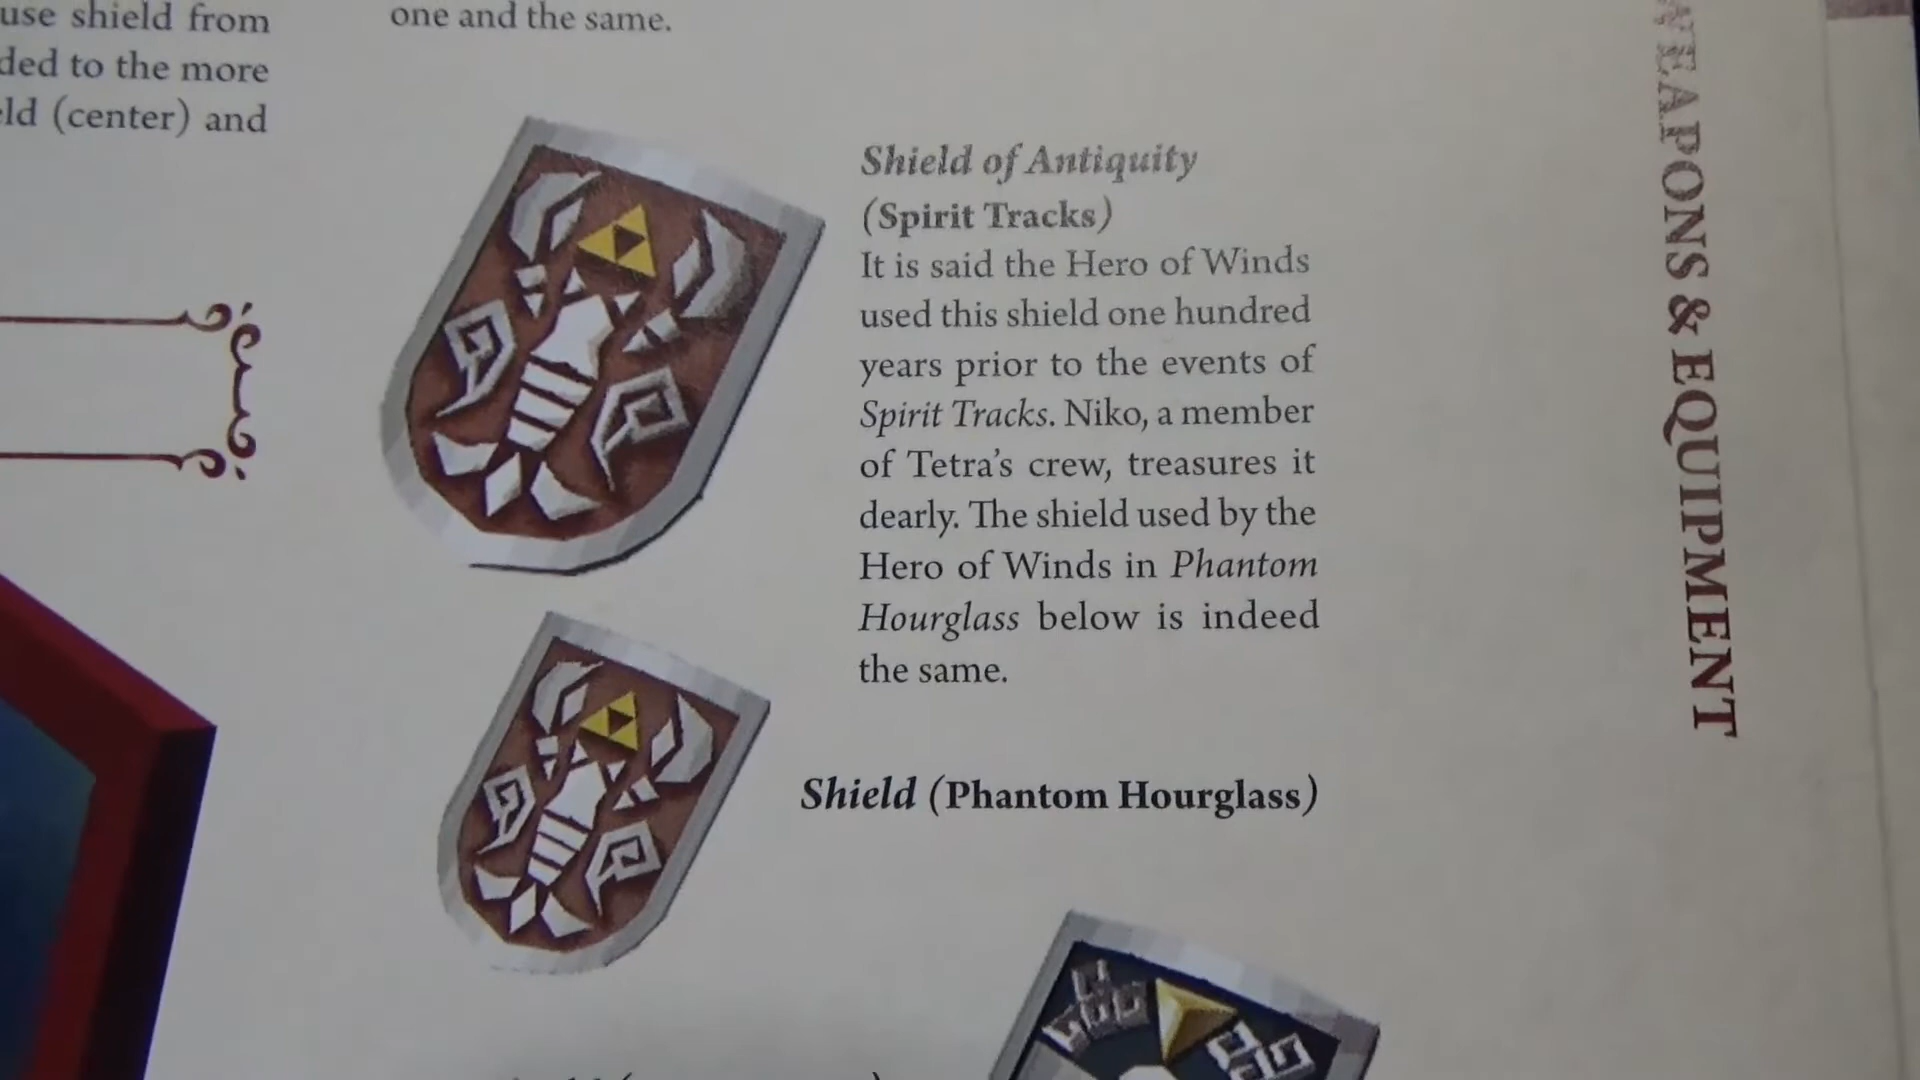 use shield from
ded to the more
eld (center) and
one and the same.
Shield of Antiquity
(Spirit Tracks)
It is said the Hero of Winds
used this shield one hundred
years prior to the events of
Spirit Tracks. Niko, a member
of Tetra's crew, treasures it
dearly. The shield used by the
Hero of Winds in Phantom
Hourglass below is indeed
the same.
Shield (Phantom Hourglass)
WEAPONS & EQUIPMENT